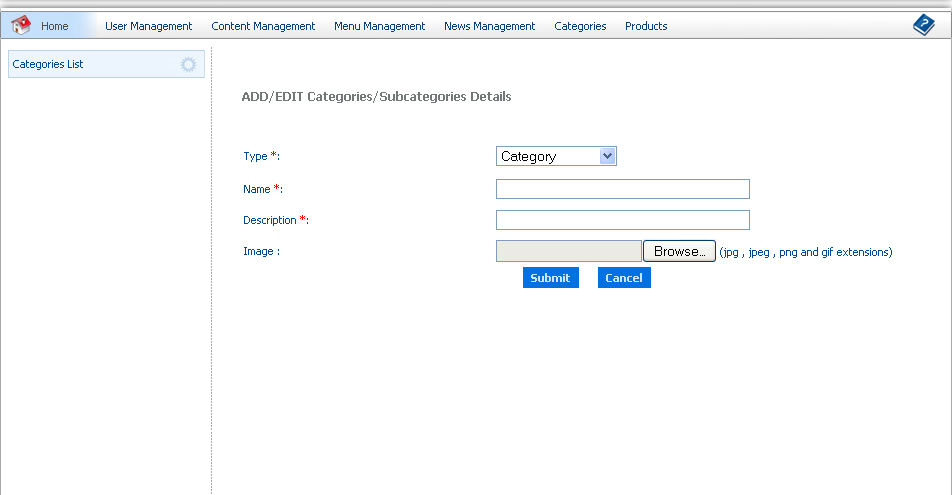 Home User Management Content Management Menu Management News Management Categories Products ?
Categories List
ADD/EDIT Categories/Subcategories Details
Type *: Category
Name *:
Description *:
Image : Browse... (jpg , jpeg , png and gif extensions)
Submit Cancel